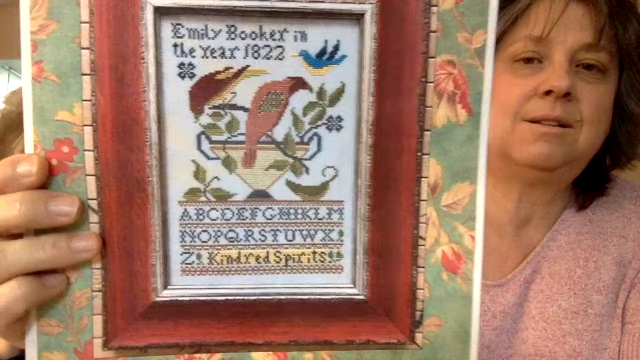 Emily Booker in
the Year 1822
ABCDEFGHIKLM
NOPQRSTUWX
Z Kindred Spirits